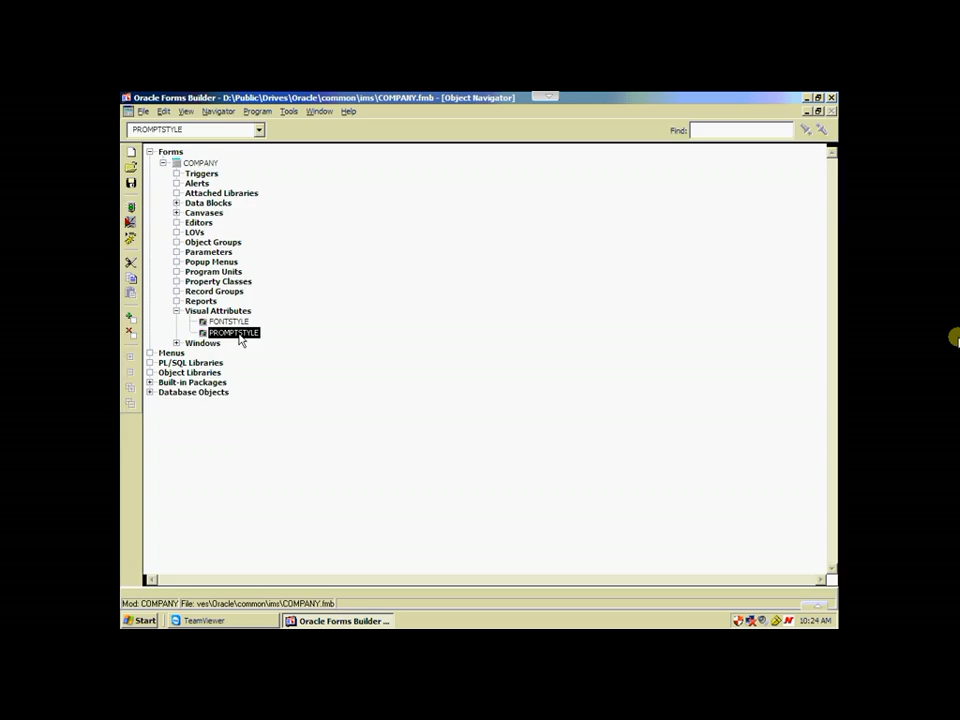 Oracle Forms Builder - D:\Public\Drives\Oracle\common\ims\COMPANY.fmb - [Object Navigator]
File Edit View Navigator Program Tools Window Help
PROMPTSTYLE Find:
Forms
COMPANY
Triggers
Alerts
Attached Libraries
Data Blocks
Canvases
Editors
LOVs
Object Groups
Parameters
Popup Menus
Program Units
Property Classes
Record Groups
Reports
Visual Attributes
FONTSTYLE
PROMPTSTYLE
Windows
Menus
PL/SQL Libraries
Object Libraries
Built-in Packages
Database Objects
Mod: COMPANY File: ves\Oracle\common\ims\COMPANY.fmb
Start TeamViewer Oracle Forms Builder ... 10:24 AM